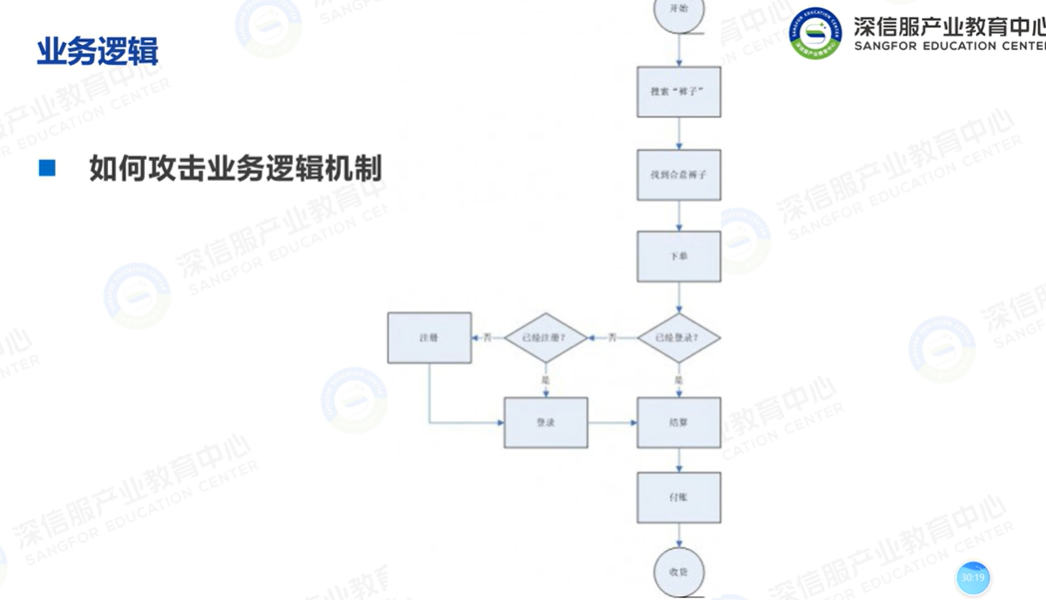 业务逻辑
深信服产业教育中心
SANGFOR EDUCATION CENTER
如何攻击业务逻辑机制
开始
搜索“裤子”
找到合意裤子
下单
已经登录?
否
已经注册?
否
注册
是
是
登录
结算
付账
收货
30:19